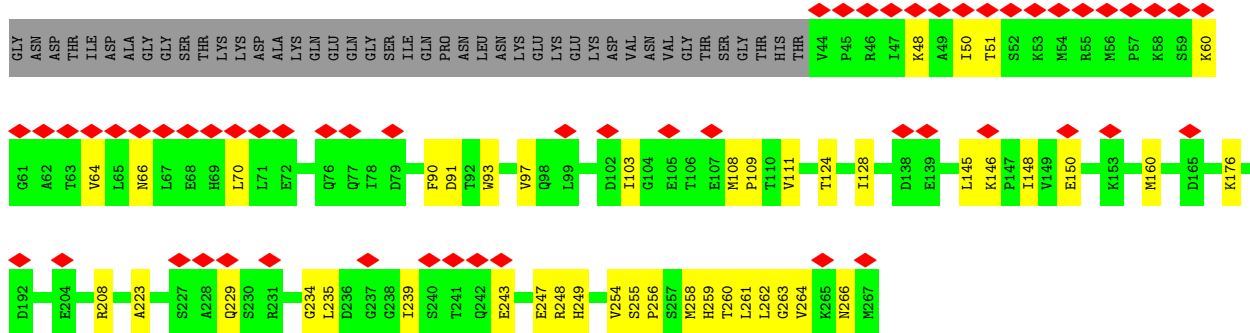 GLY ASN ASP THR ILE ASP ALA GLY GLY SER THR LYS LYS ASP ALA LYS GLN GLU GLN GLY SER ILE GLN PRO ASN LEU ASN LYS GLU LYS GLU LYS ASP VAL ASN VAL GLY THR SER GLY THR HIS THR V44 P45 R46 I47 K48 A49 I50 T51 S52 K53 M54 R55 M56 P57 K58 S59 K60
G61 A62 T63 V64 L65 N66 L67 E68 H69 L70 L71 E72 Q76 Q77 I78 D79 F90 D91 T92 W93 V97 Q98 L99 D102 I103 G104 E105 T106 E107 M108 P109 T110 V111 T124 I128 D138 E139 L145 K146 P147 I148 V149 E150 K153 M160 D165 K176
D192 E204 R208 A223 S227 A228 Q229 S230 R231 G234 L235 D236 G237 G238 I239 S240 T241 Q242 E243 E247 R248 H249 V254 S255 P256 S257 M258 H259 T260 L261 L262 G263 V264 K265 N266 M267